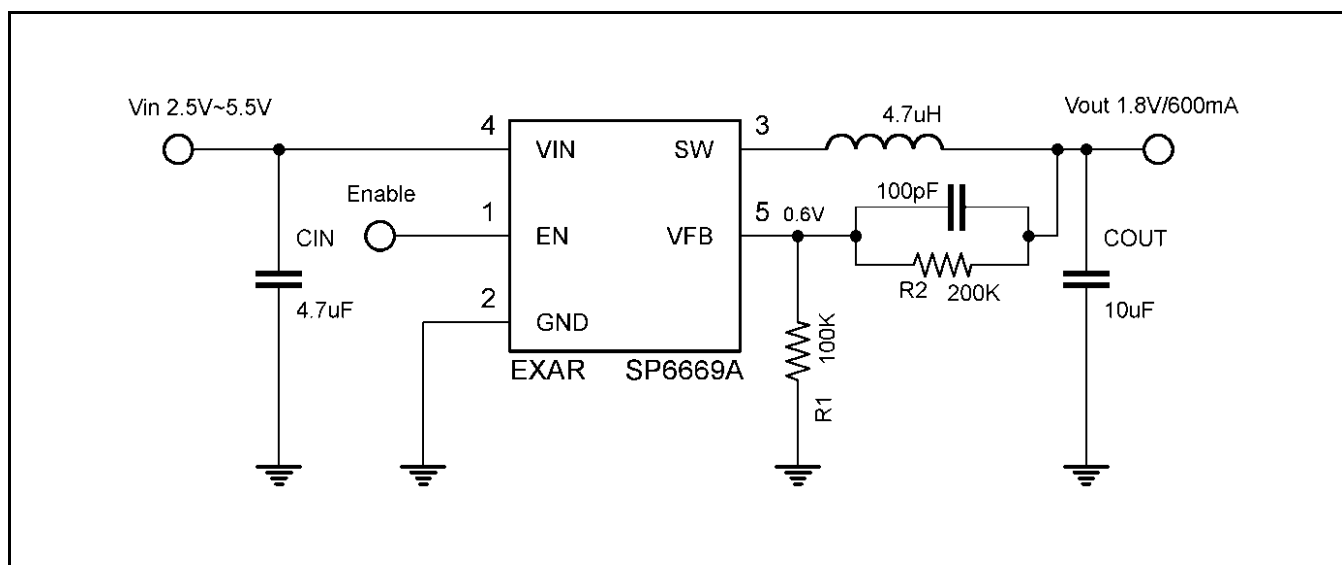 Vin 2.5V~5.5V
Vout 1.8V/600mA
4
3
4.7uH
VIN
SW
Enable
100pF
1
5
0.6V
CIN
EN
VFB
COUT
R2
200K
4.7uF
2
10uF
GND
100K
EXAR
SP6669A
R1